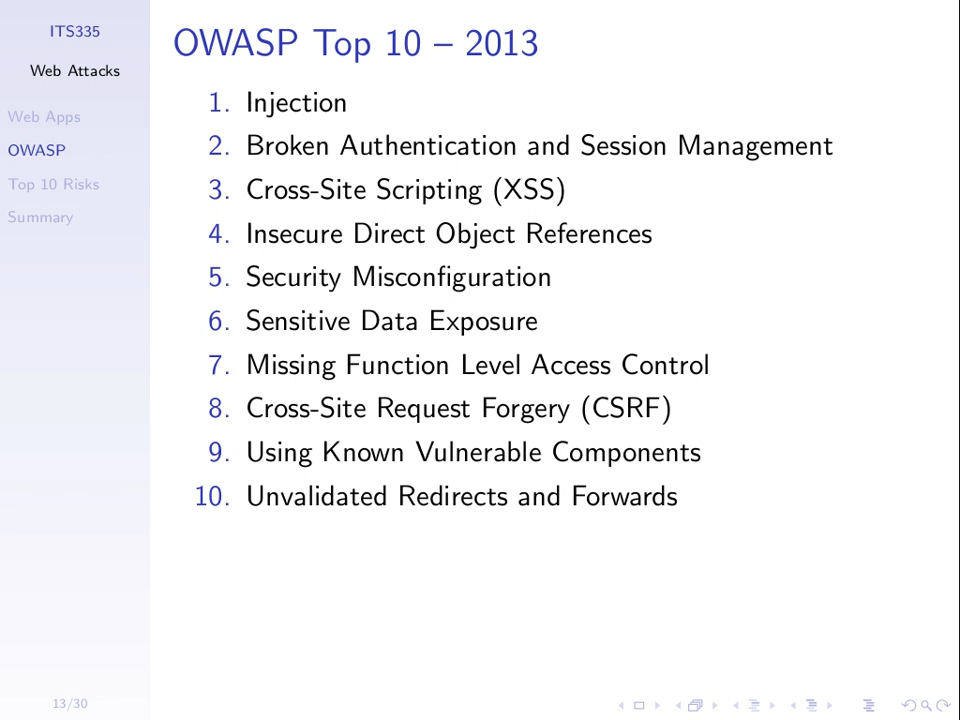 ITS335
Web Attacks
Web Apps
OWASP
Top 10 Risks
Summary
OWASP Top 10 – 2013
1. Injection
2. Broken Authentication and Session Management
3. Cross-Site Scripting (XSS)
4. Insecure Direct Object References
5. Security Misconfiguration
6. Sensitive Data Exposure
7. Missing Function Level Access Control
8. Cross-Site Request Forgery (CSRF)
9. Using Known Vulnerable Components
10. Unvalidated Redirects and Forwards
13/30